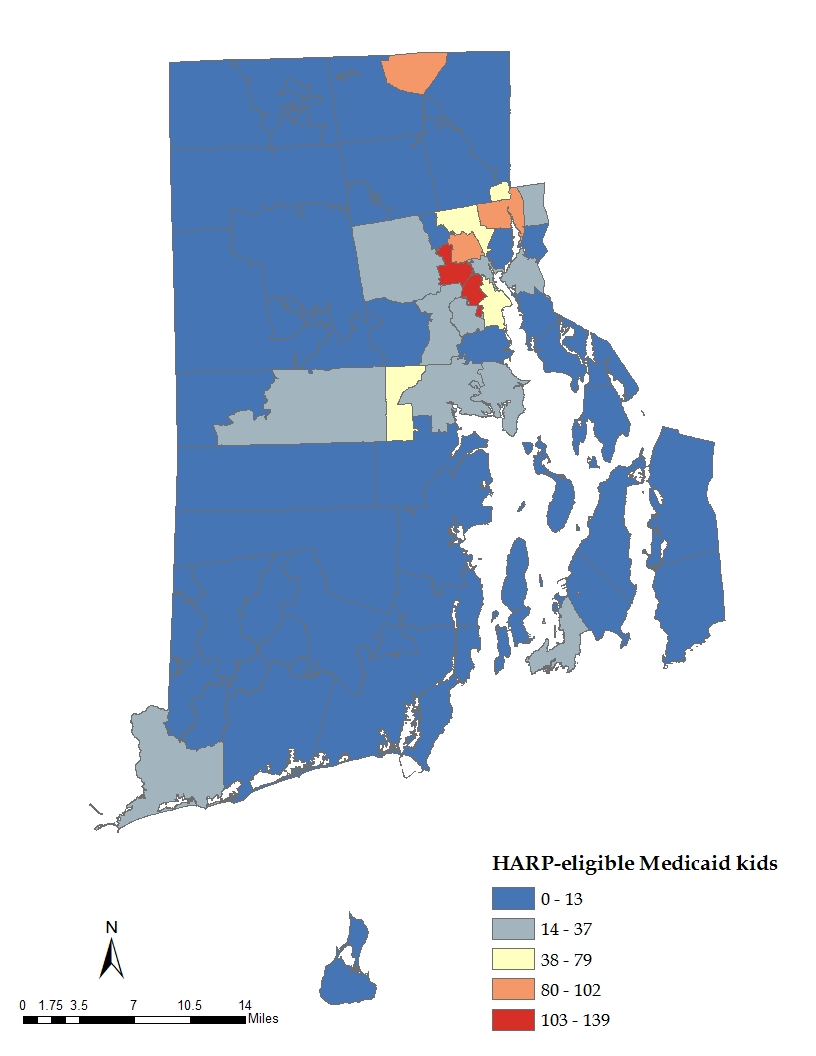 HARP-eligible Medicaid kids
0 - 13
14 - 37
38 - 79
80 - 102
103 - 139
N
0 1.75 3.5 7 10.5 14
Miles